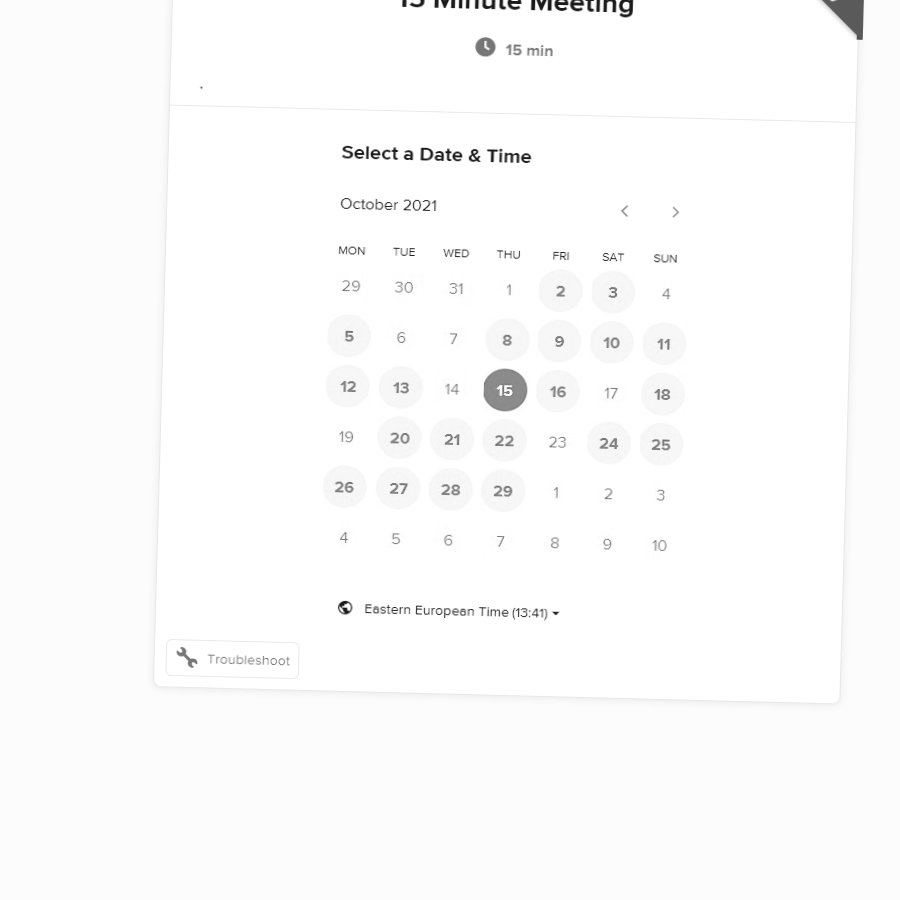 15 Minute Meeting
15 min
.
Select a Date & Time
October 2021
MON TUE WED THU FRI SAT SUN
29 30 31 1 2 3 4
5 6 7 8 9 10 11
12 13 14 15 16 17 18
19 20 21 22 23 24 25
26 27 28 29 1 2 3
4 5 6 7 8 9 10
Eastern European Time (13:41)
Troubleshoot